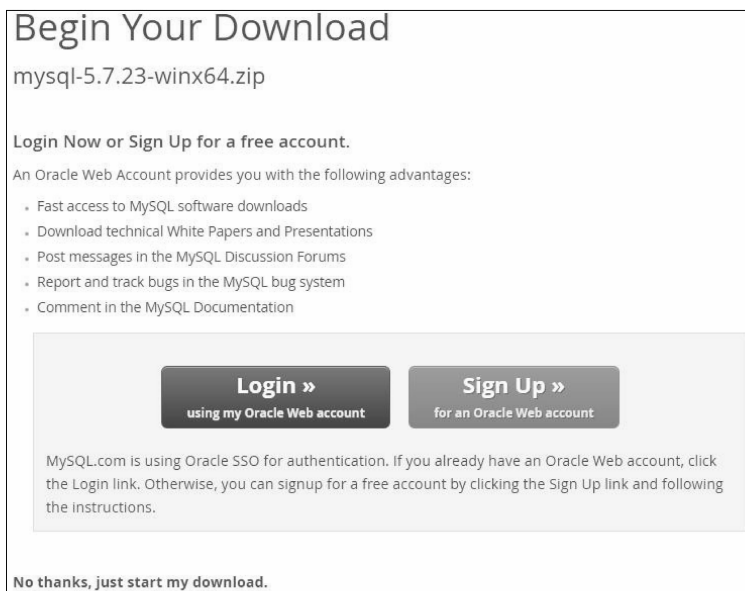 Begin Your Download
mysql-5.7.23-winx64.zip
Login Now or Sign Up for a free account.
An Oracle Web Account provides you with the following advantages:
Fast access to MySQL software downloads
Download technical White Papers and Presentations
Post messages in the MySQL Discussion Forums
Report and track bugs in the MySQL bug system
Comment in the MySQL Documentation
Login »
using my Oracle Web account
Sign Up »
for an Oracle Web account
MySQL.com is using Oracle SSO for authentication. If you already have an Oracle Web account, click
the Login link. Otherwise, you can signup for a free account by clicking the Sign Up link and following
the instructions.
No thanks, just start my download.